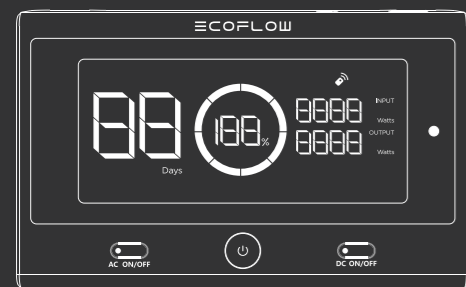 ECOFLOW
88
Days
188%
8888
INPUT
Watts
8888
OUTPUT
Watts
AC ON/OFF
DC ON/OFF